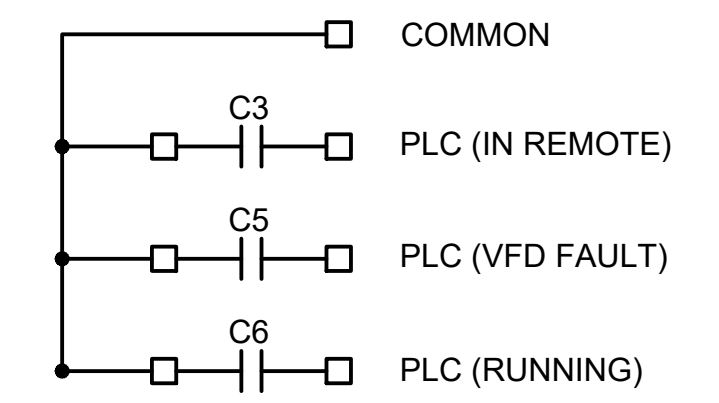 COMMON
C3
PLC (IN REMOTE)
C5
PLC (VFD FAULT)
C6
PLC (RUNNING)